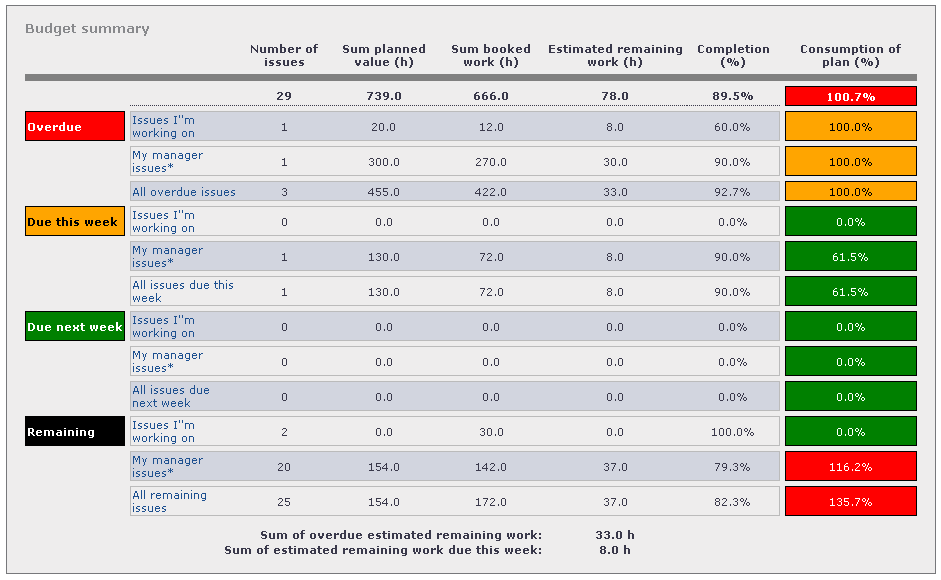 Budget summary
Number of issues Sum planned value (h) Sum booked work (h) Estimated remaining work (h) Completion (%) Consumption of plan (%)
29 739.0 666.0 78.0 89.5% 100.7%
Overdue Issues I"m working on 1 20.0 12.0 8.0 60.0% 100.0%
My manager issues* 1 300.0 270.0 30.0 90.0% 100.0%
All overdue issues 3 455.0 422.0 33.0 92.7% 100.0%
Due this week Issues I"m working on 0 0.0 0.0 0.0 0.0% 0.0%
My manager issues* 1 130.0 72.0 8.0 90.0% 61.5%
All issues due this week 1 130.0 72.0 8.0 90.0% 61.5%
Due next week Issues I"m working on 0 0.0 0.0 0.0 0.0% 0.0%
My manager issues* 0 0.0 0.0 0.0 0.0% 0.0%
All issues due next week 0 0.0 0.0 0.0 0.0% 0.0%
Remaining Issues I"m working on 2 0.0 30.0 0.0 100.0% 0.0%
My manager issues* 20 154.0 142.0 37.0 79.3% 116.2%
All remaining issues 25 154.0 172.0 37.0 82.3% 135.7%
Sum of overdue estimated remaining work: 33.0 h
Sum of estimated remaining work due this week: 8.0 h